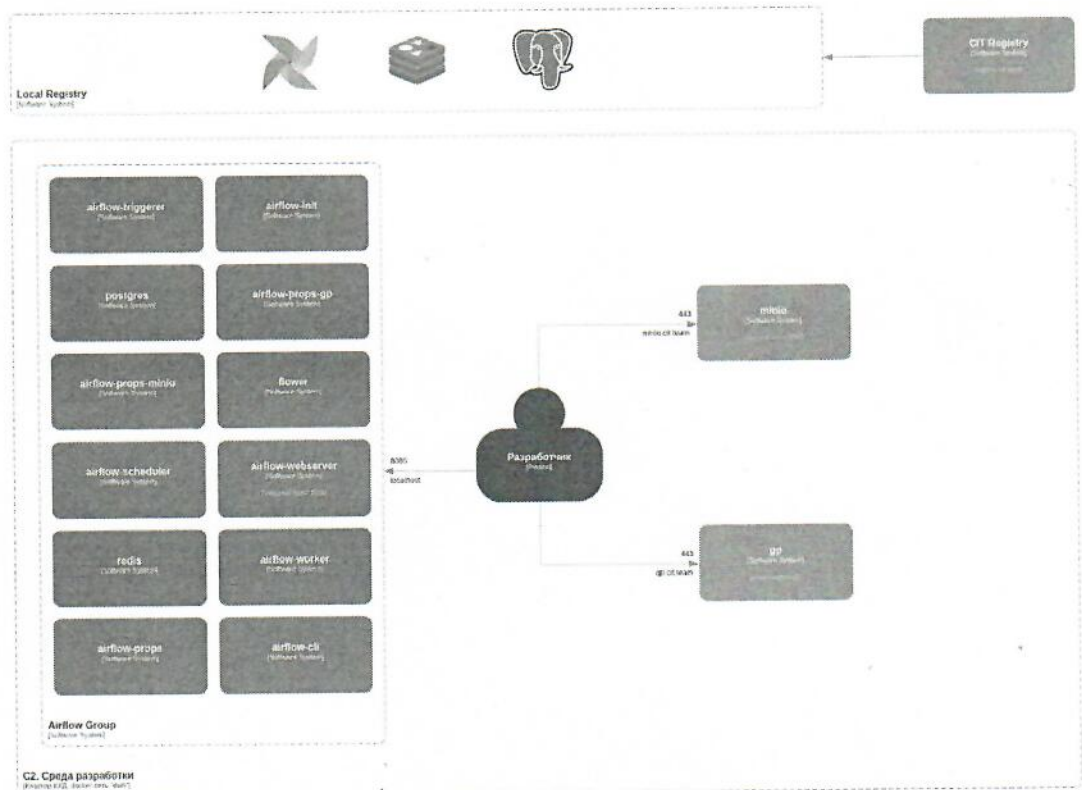 Local Registry
[Software System]
CIT Registry
[Software System]
airflow-triggerer
[Software System]
airflow-init
[Software System]
postgres
[Software System]
airflow-props-gp
[Software System]
airflow-props-minio
[Software System]
flower
[Software System]
airflow-scheduler
[Software System]
airflow-webserver
[Software System]
redis
[Software System]
airflow-worker
[Software System]
airflow-props
[Software System]
airflow-cli
[Software System]
Airflow Group
[Software System]
localhost
Разработчик
[Person]
443
minio
[Software System]
443
gp
[Software System]
C2. Среда разработки